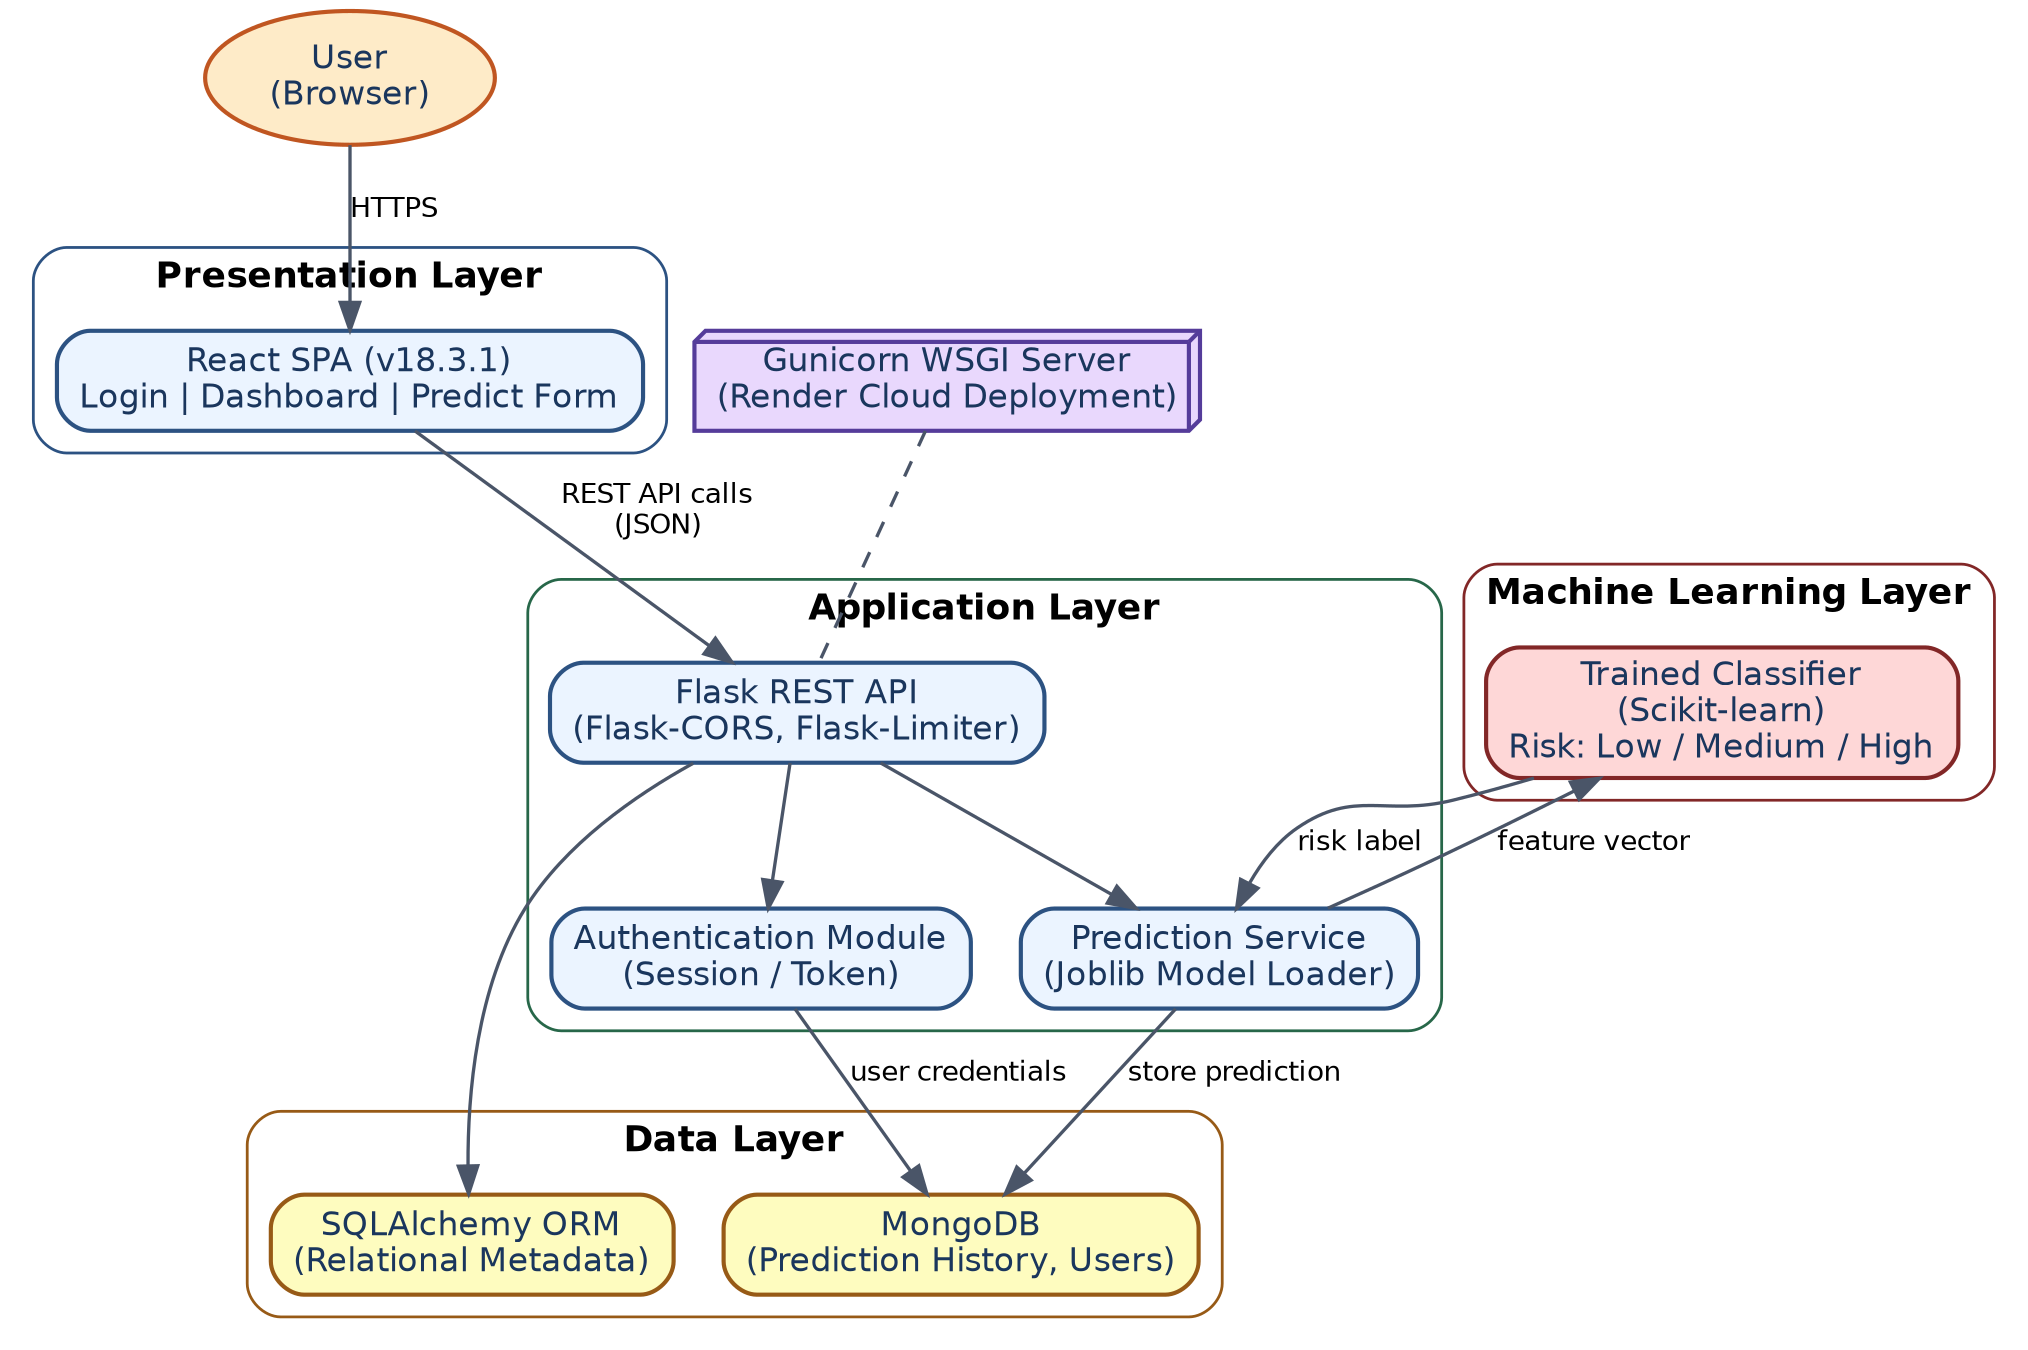 User
(Browser)
HTTPS
Presentation Layer
React SPA (v18.3.1)
Login | Dashboard | Predict Form
Gunicorn WSGI Server
(Render Cloud Deployment)
REST API calls
(JSON)
Application Layer
Flask REST API
(Flask-CORS, Flask-Limiter)
Machine Learning Layer
Trained Classifier
(Scikit-learn)
Risk: Low / Medium / High
risk label
feature vector
Authentication Module
(Session / Token)
Prediction Service
(Joblib Model Loader)
user credentials
store prediction
Data Layer
SQLAlchemy ORM
(Relational Metadata)
MongoDB
(Prediction History, Users)